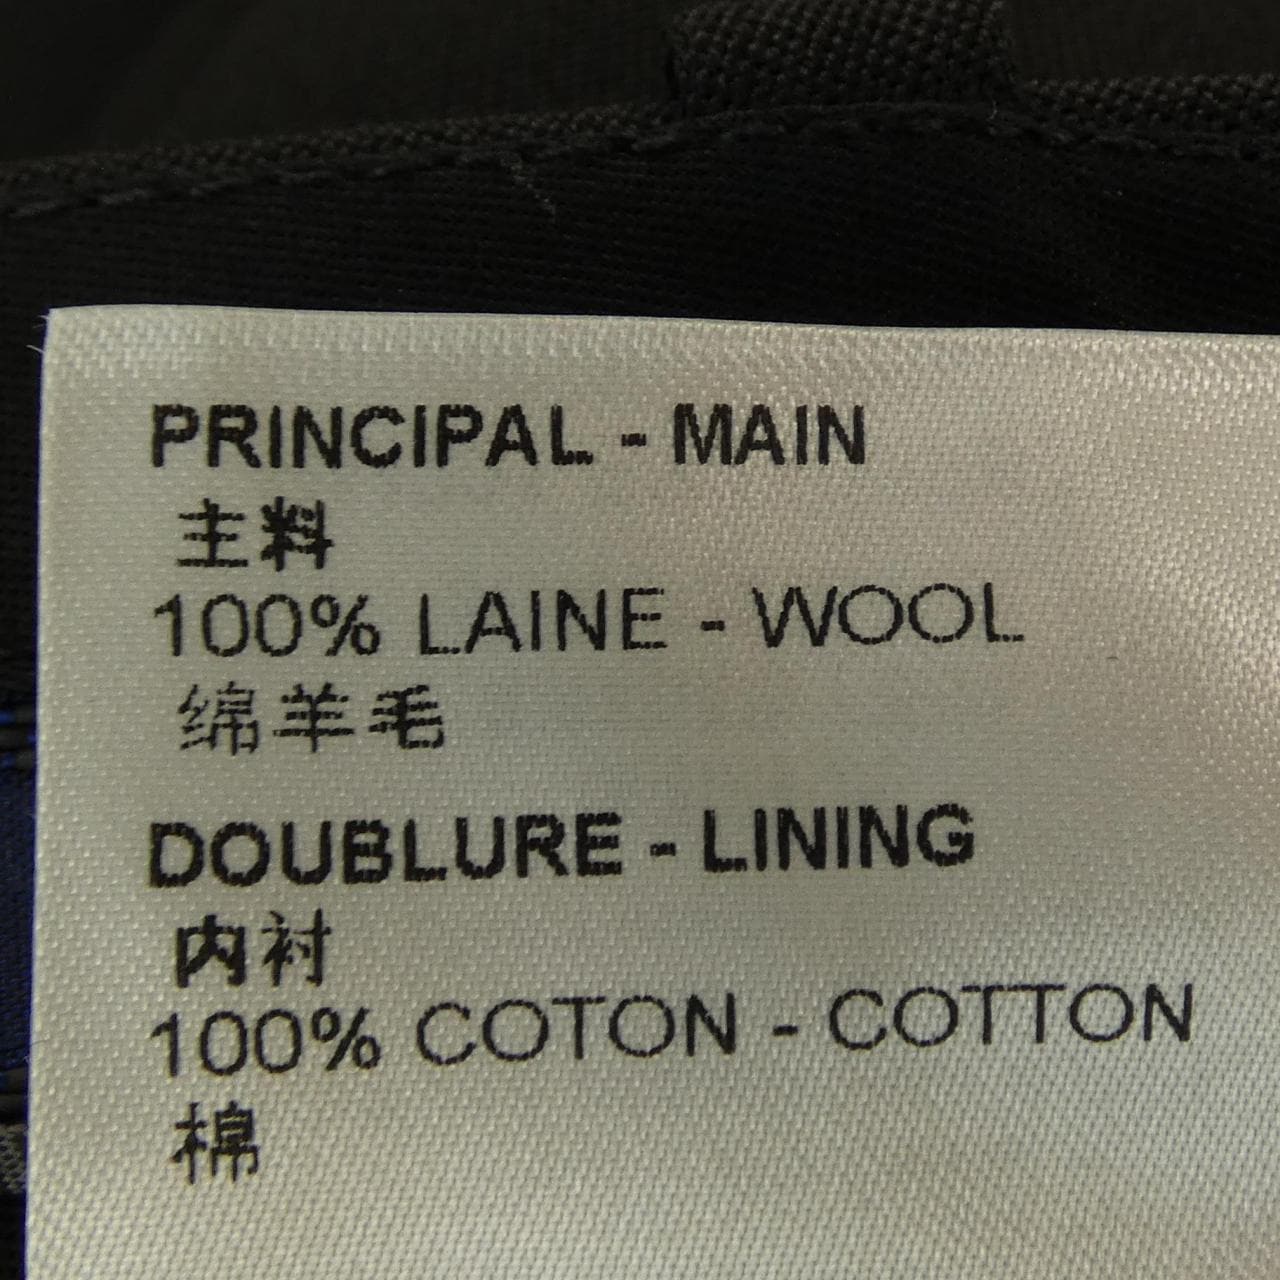 PRINCIPAL - MAIN
主料
100% LAINE - WOOL
绵羊毛
DOUBLURE - LINING
内衬
100% COTON - COTTON
棉